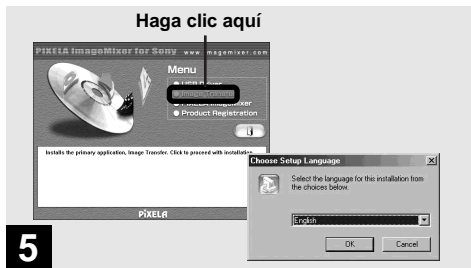 Haga clic aquí
PIXELA ImageMixer for Sony www.imagemixer.com
Menu
USB Driver
Image Transfer
PIXELA ImageMixer
Product Registration
Installs the primary application, Image Transfer. Click to proceed with installation.
PIXELA
Choose Setup Language
Select the language for this installation from
the choices below.
English
OK Cancel
5